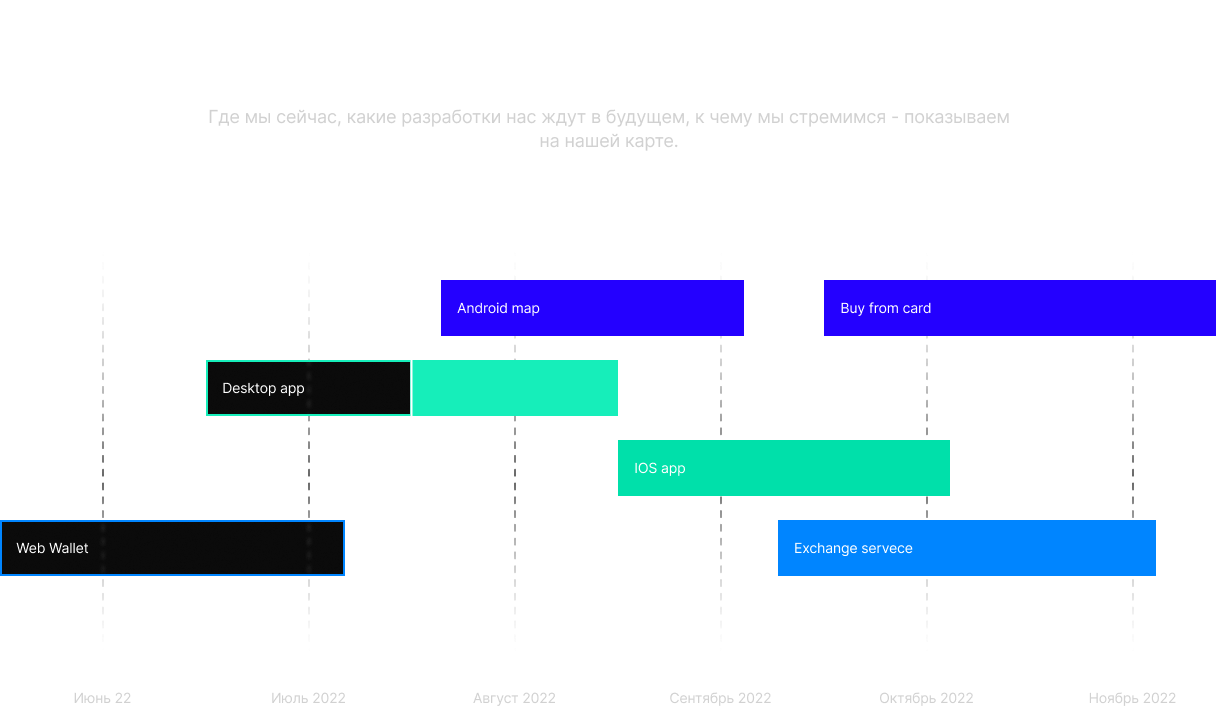 Где мы сейчас, какие разработки нас ждут в будущем, к чему мы стремимся - показываем
на нашей карте.
Android map
Buy from card
Desktop app
IOS app
Web Wallet
Exchange servece
Июнь 22
Июль 2022
Август 2022
Сентябрь 2022
Октябрь 2022
Ноябрь 2022